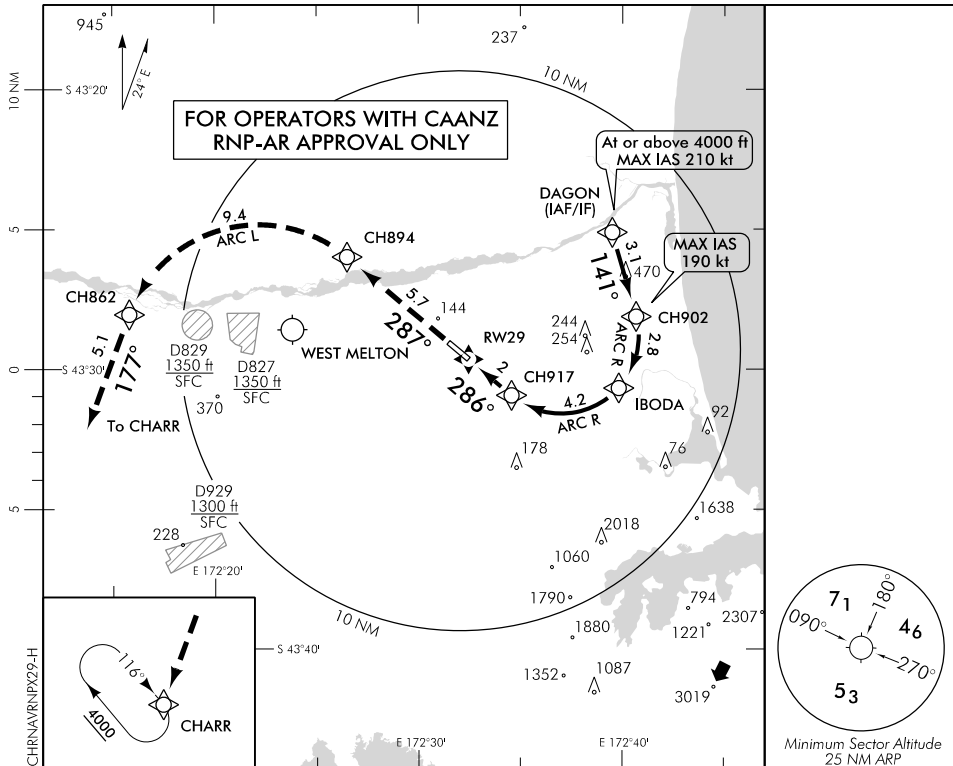 945
237
10 NM
S 43°20'
24° E
10 NM
FOR OPERATORS WITH CAANZ
RNP-AR APPROVAL ONLY
At or above 4000 ft
MAX IAS 210 kt
DAGON
(IAF/IF)
5
9.4
ARC L
CH894
3.1
141°
470
MAX IAS
190 kt
CH862
5.7
287°
144
244
254
CH902
ARC R
2.8
RW29
WEST MELTON
D829
1350 ft
SFC
D827
1350 ft
SFC
0
S 43°30'
5.1
177°
2
286°
CH917
IBODA
4.2
ARC R
370
To CHARR
92
178
76
5
D929
1300 ft
SFC
228
1638
2018
1060
E 172°20'
1790
794
2307
10 NM
1880
1221
S 43°40'
1352
1087
3019
116°
4000
CHARR
CHRNAVRNPX29-H
E 172°30'
E 172°40'
71
180°
090°
46
270°
53
Minimum Sector Altitude
25 NM ARP